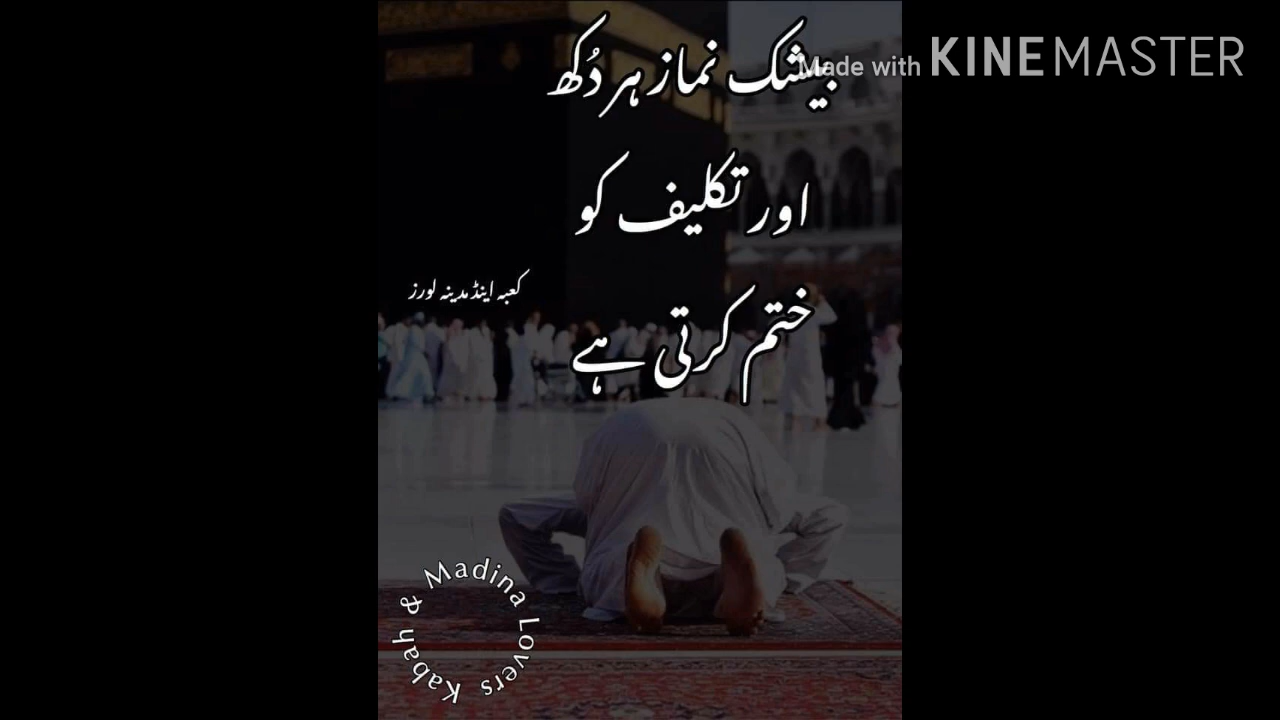 بیشک نماز ہر دُکھ
Made with KINEMASTER
اور تکلیف کو
کعبہ اینڈ مدینہ لورز
ختم کرتی ہے
Kabah & Madina Lovers